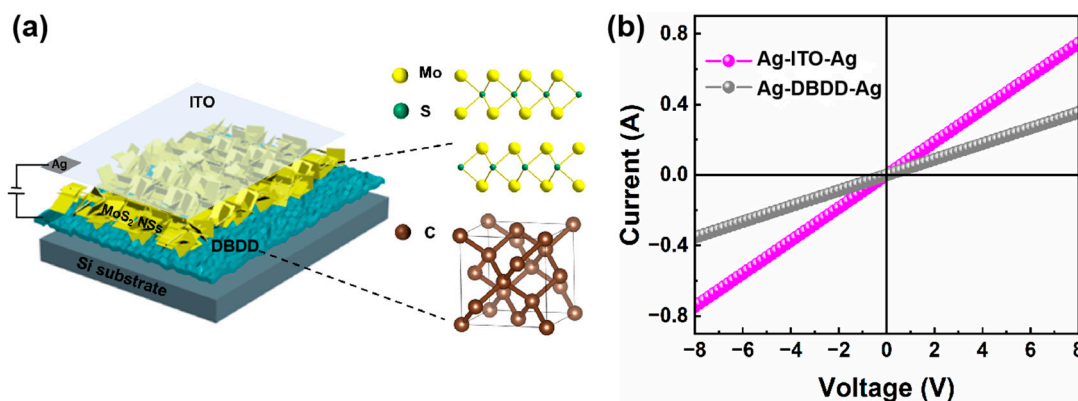 (a)
ITO
Ag
MoS₂ NSs
DBDD
Si substrate
Mo
S
C
(b)
Ag-ITO-Ag
Ag-DBDD-Ag
Current (A)
0.8
0.4
0.0
−0.4
−0.8
−8 −6 −4 −2 0 2 4 6 8
Voltage (V)